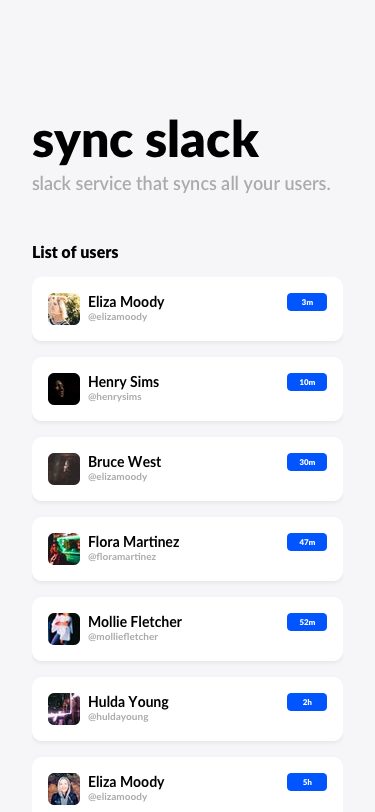 sync slack
slack service that syncs all your users.
List of users
Eliza Moody
3m
@elizamoody
Henry Sims
10m
@henrysims
Bruce West
30m
@elizamoody
Flora Martinez
47m
@floramartinez
Mollie Fletcher
52m
@molliefletcher
Hulda Young
2h
@huldayoung
Eliza Moody
5h
@elizamoody